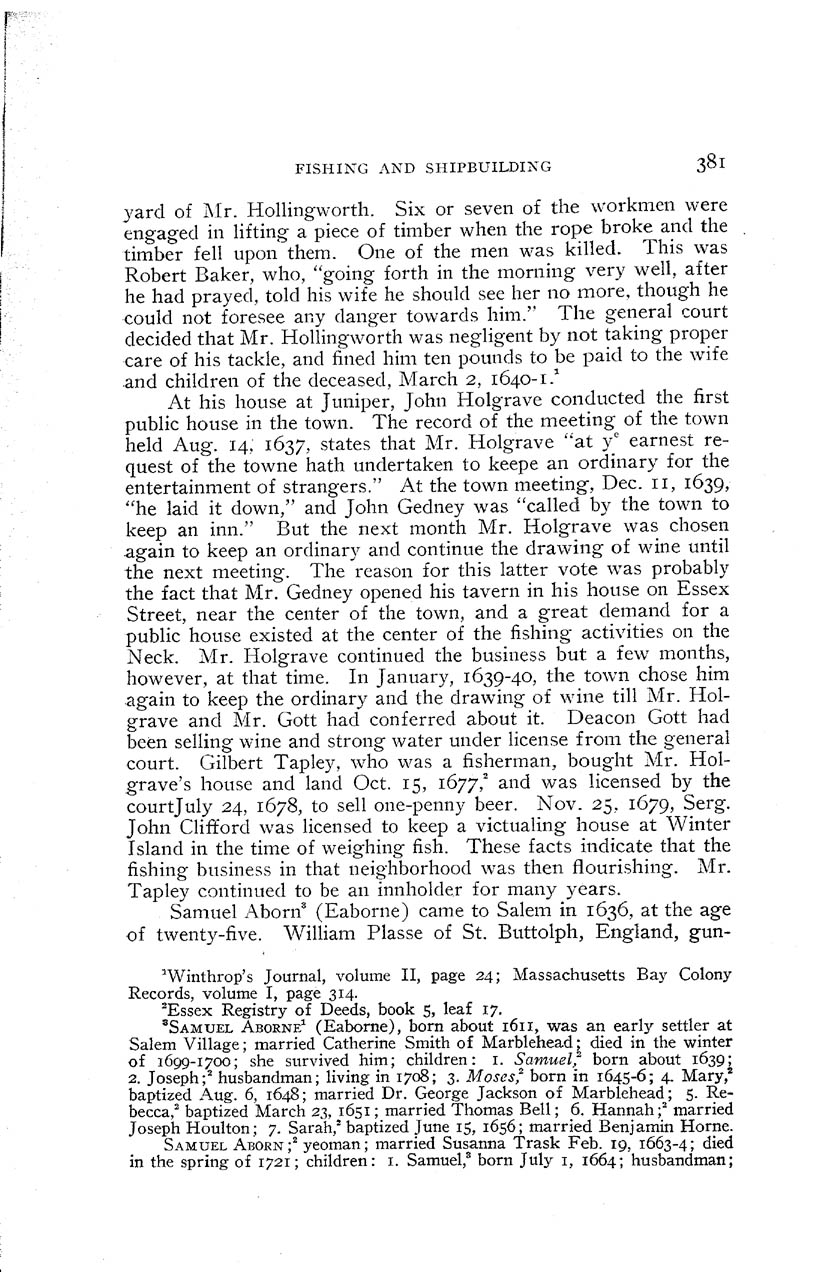 FISHING AND SHIPBUILDING 381
yard of Mr. Hollingworth. Six or seven of the workmen were
engaged in lifting a piece of timber when the rope broke and the
timber fell upon them. One of the men was killed. This was
Robert Baker, who, “going forth in the morning very well, after
he had prayed, told his wife he should see her no more, though he
could not foresee any danger towards him.” The general court
decided that Mr. Hollingworth was negligent by not taking proper
care of his tackle, and fined him ten pounds to be paid to the wife
and children of the deceased, March 2, 1640-1.¹
At his house at Juniper, John Holgrave conducted the first
public house in the town. The record of the meeting of the town
held Aug. 14, 1637, states that Mr. Holgrave “at yᵉ earnest re-
quest of the towne hath undertaken to keepe an ordinary for the
entertainment of strangers.” At the town meeting, Dec. 11, 1639,
“he laid it down,” and John Gedney was “called by the town to
keep an inn.” But the next month Mr. Holgrave was chosen
again to keep an ordinary and continue the drawing of wine until
the next meeting. The reason for this latter vote was probably
the fact that Mr. Gedney opened his tavern in his house on Essex
Street, near the center of the town, and a great demand for a
public house existed at the center of the fishing activities on the
Neck. Mr. Holgrave continued the business but a few months,
however, at that time. In January, 1639-40, the town chose him
again to keep the ordinary and the drawing of wine till Mr. Hol-
grave and Mr. Gott had conferred about it. Deacon Gott had
been selling wine and strong water under license from the general
court. Gilbert Tapley, who was a fisherman, bought Mr. Hol-
grave’s house and land Oct. 15, 1677,² and was licensed by the
courtJuly 24, 1678, to sell one-penny beer. Nov. 25, 1679, Serg.
John Clifford was licensed to keep a victualing house at Winter
Island in the time of weighing fish. These facts indicate that the
fishing business in that neighborhood was then flourishing. Mr.
Tapley continued to be an innholder for many years.
Samuel Aborn³ (Eaborne) came to Salem in 1636, at the age
of twenty-five. William Plasse of St. Buttolph, England, gun-
¹Winthrop’s Journal, volume II, page 24; Massachusetts Bay Colony
Records, volume I, page 314.
²Essex Registry of Deeds, book 5, leaf 17.
³SAMUEL ABORNE¹ (Eaborne), born about 1611, was an early settler at
Salem Village; married Catherine Smith of Marblehead; died in the winter
of 1699-1700; she survived him; children: 1. Samuel,² born about 1639;
2. Joseph;² husbandman; living in 1708; 3. Moses,² born in 1645-6; 4. Mary,²
baptized Aug. 6, 1648; married Dr. George Jackson of Marblehead; 5. Re-
becca,² baptized March 23, 1651; married Thomas Bell; 6. Hannah;² married
Joseph Houlton; 7. Sarah,² baptized June 15, 1656; married Benjamin Horne.
SAMUEL ABORN;² yeoman; married Susanna Trask Feb. 19, 1663-4; died
in the spring of 1721; children: 1. Samuel,³ born July 1, 1664; husbandman;